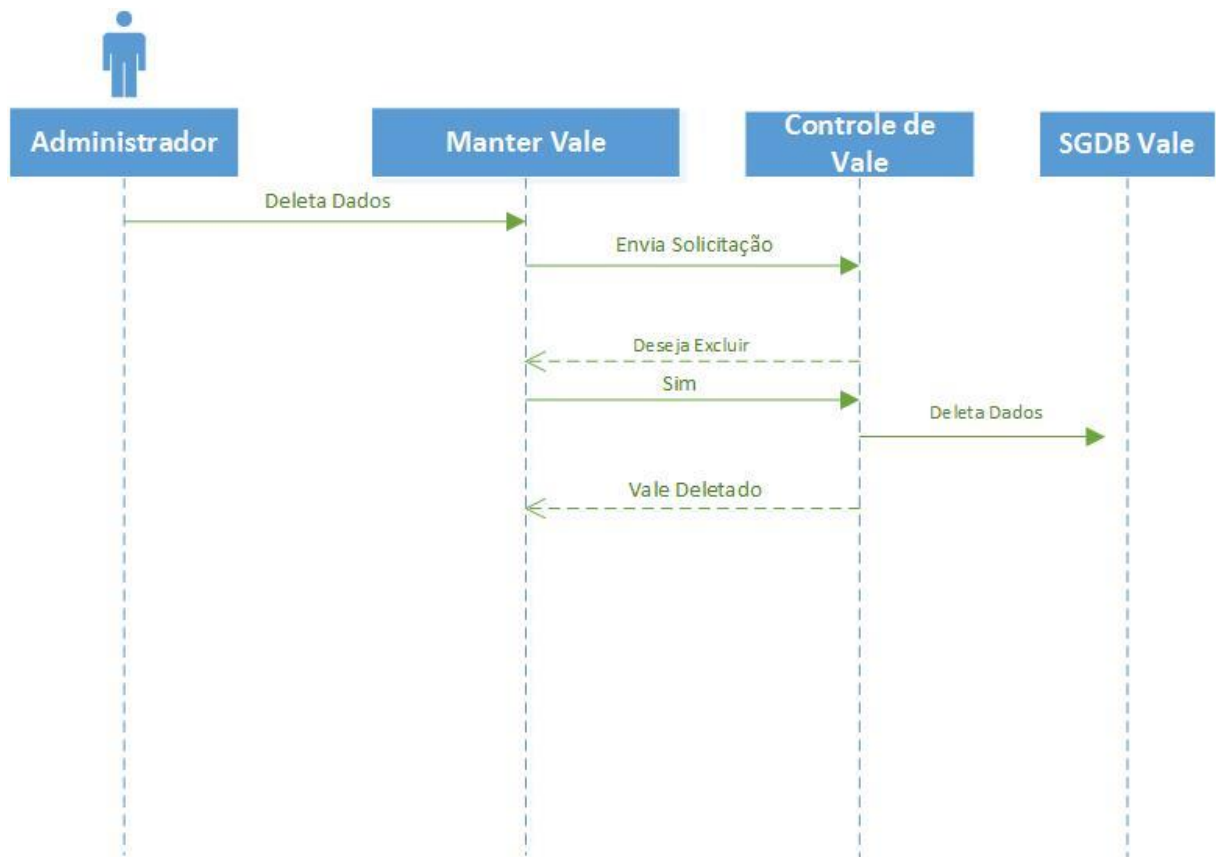 Administrador
Manter Vale
Controle de
Vale
SGDB Vale
Deleta Dados
Envia Solicitação
Deseja Excluir
Sim
Deleta Dados
Vale Deletado